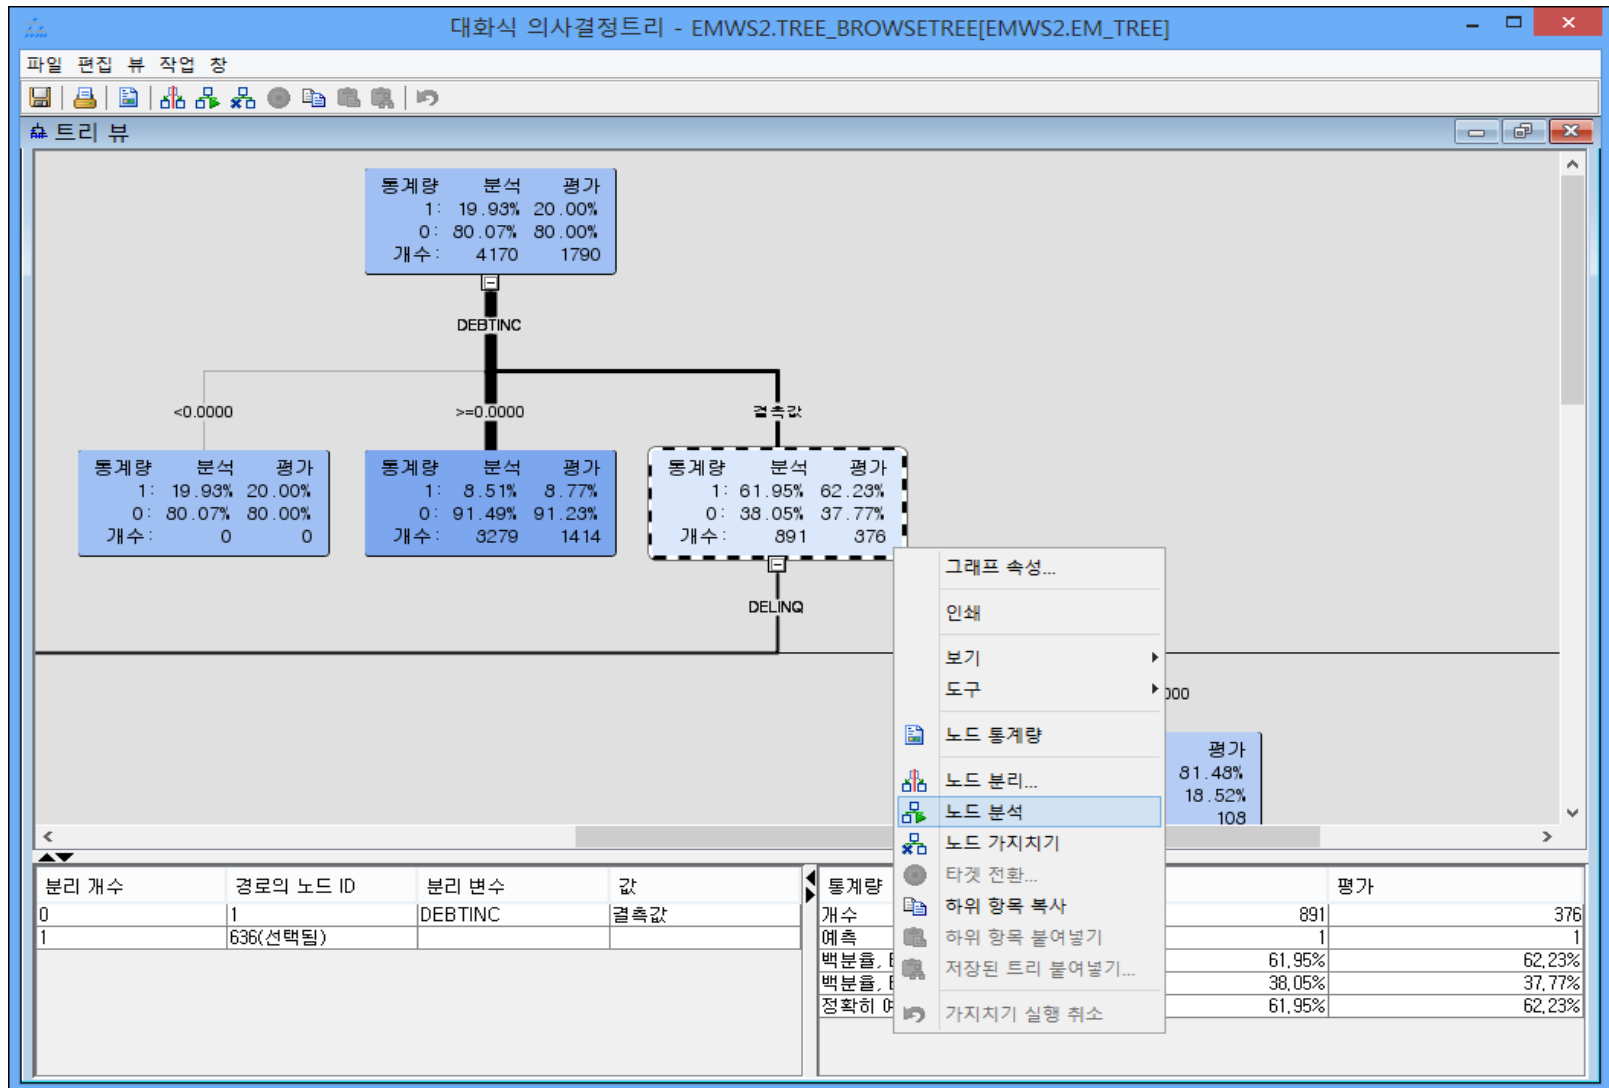 대화식 의사결정트리 - EMWS2.TREE_BROWSETREE[EMWS2.EM_TREE]
파일 편집 뷰 작업 창
트리 뷰
통계량 분석 평가
1: 19.93% 20.00%
0: 80.07% 80.00%
개수: 4170 1790
DEBTINC
<0.0000
>=0.0000
결측값
통계량 분석 평가
1: 19.93% 20.00%
0: 80.07% 80.00%
개수: 0 0
통계량 분석 평가
1: 8.51% 8.77%
0: 91.49% 91.23%
개수: 3279 1414
통계량 분석 평가
1: 61.95% 62.23%
0: 38.05% 37.77%
개수: 891 376
DELINQ
000
평가
81.48%
18.52%
108
그래프 속성...
인쇄
보기
도구
노드 통계량
노드 분리...
노드 분석
노드 가지치기
타겟 전환...
하위 항목 복사
하위 항목 붙여넣기
저장된 트리 붙여넣기...
가지치기 실행 취소
분리 개수 경로의 노드 ID 분리 변수 값
0 1 DEBTINC 결측값
1 636(선택됨)
통계량 평가
개수 891 376
예측 1 1
백분율, 61,95% 62,23%
백분율, 38,05% 37,77%
정확히 61,95% 62,23%